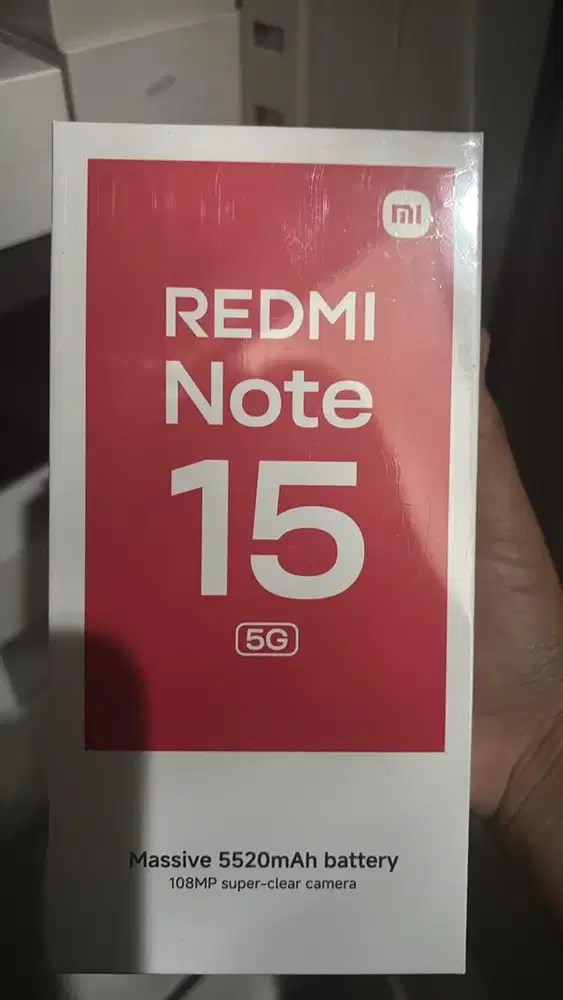 mi
REDMI
Note
15
5G
Massive 5520mAh battery
108MP super-clear camera